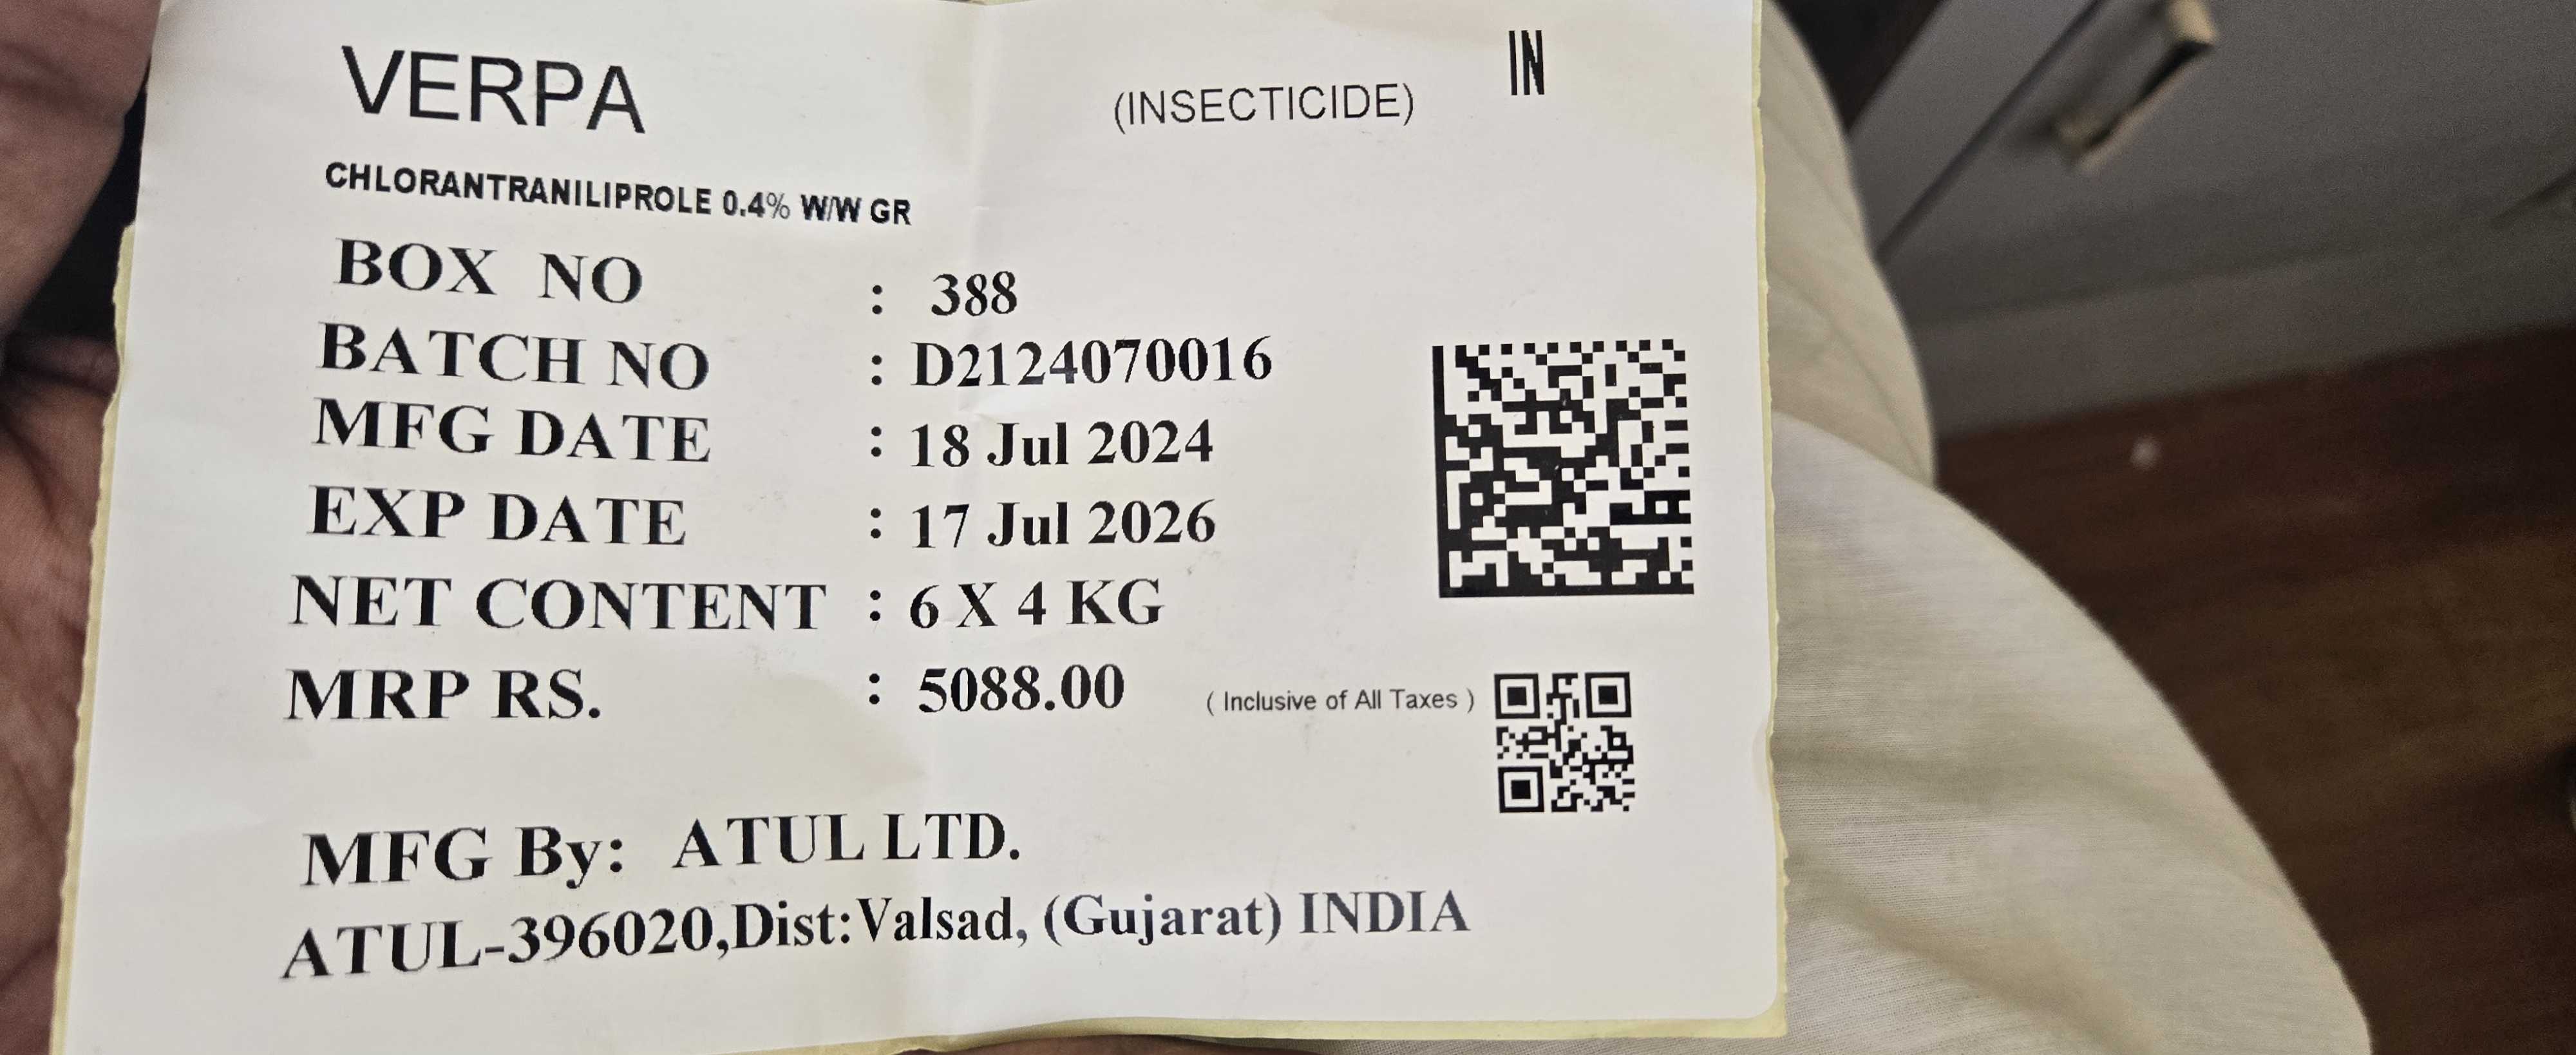 VERPA (INSECTICIDE) IN
CHLORANTRANILIPROLE 0.4% W/W GR
BOX NO : 388
BATCH NO : D2124070016
MFG DATE : 18 Jul 2024
EXP DATE : 17 Jul 2026
NET CONTENT : 6 X 4 KG
MRP RS. : 5088.00 ( Inclusive of All Taxes )
MFG By: ATUL LTD.
ATUL-396020,Dist:Valsad, (Gujarat) INDIA